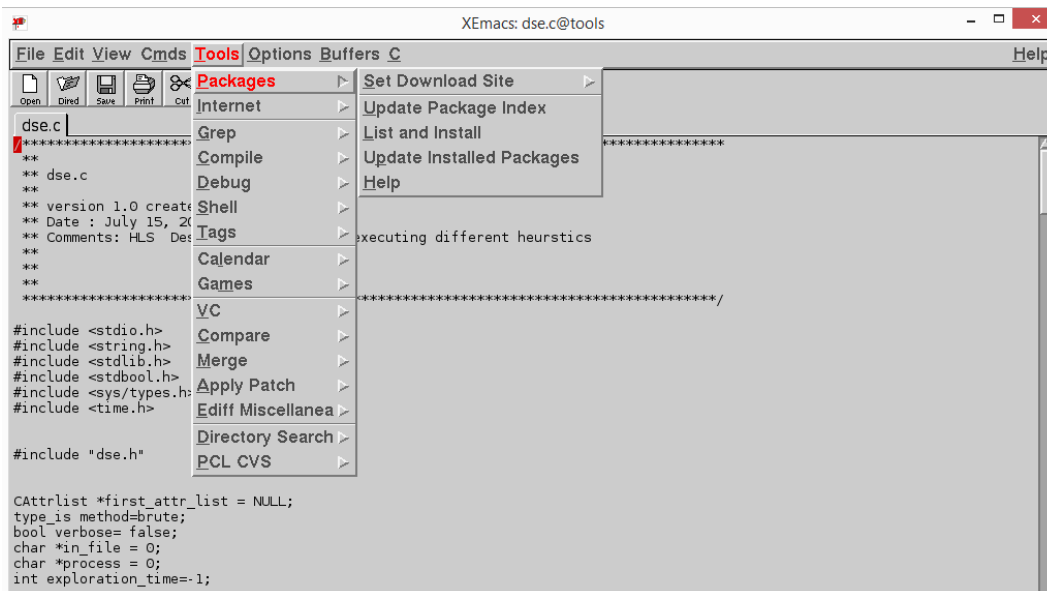 XEmacs: dse.c@tools
File Edit View Cmds Tools Options Buffers C Help
Open Dired Save Print Cut
Packages
Internet
Grep
Compile
Debug
Shell
Tags
Calendar
Games
VC
Compare
Merge
Apply Patch
Ediff Miscellanea
Directory Search
PCL CVS
Set Download Site
Update Package Index
List and Install
Update Installed Packages
Help
dse.c
/********************* *****************
**
** dse.c
**
** version 1.0 create
** Date : July 15, 20
** Comments: HLS Des executing different heurstics
**
**
**
********************* ********************************************/
#include <stdio.h>
#include <string.h>
#include <stdlib.h>
#include <stdbool.h>
#include <sys/types.h>
#include <time.h>
#include "dse.h"
CAttrlist *first_attr_list = NULL;
type_is method=brute;
bool verbose= false;
char *in_file = 0;
char *process = 0;
int exploration_time=-1;